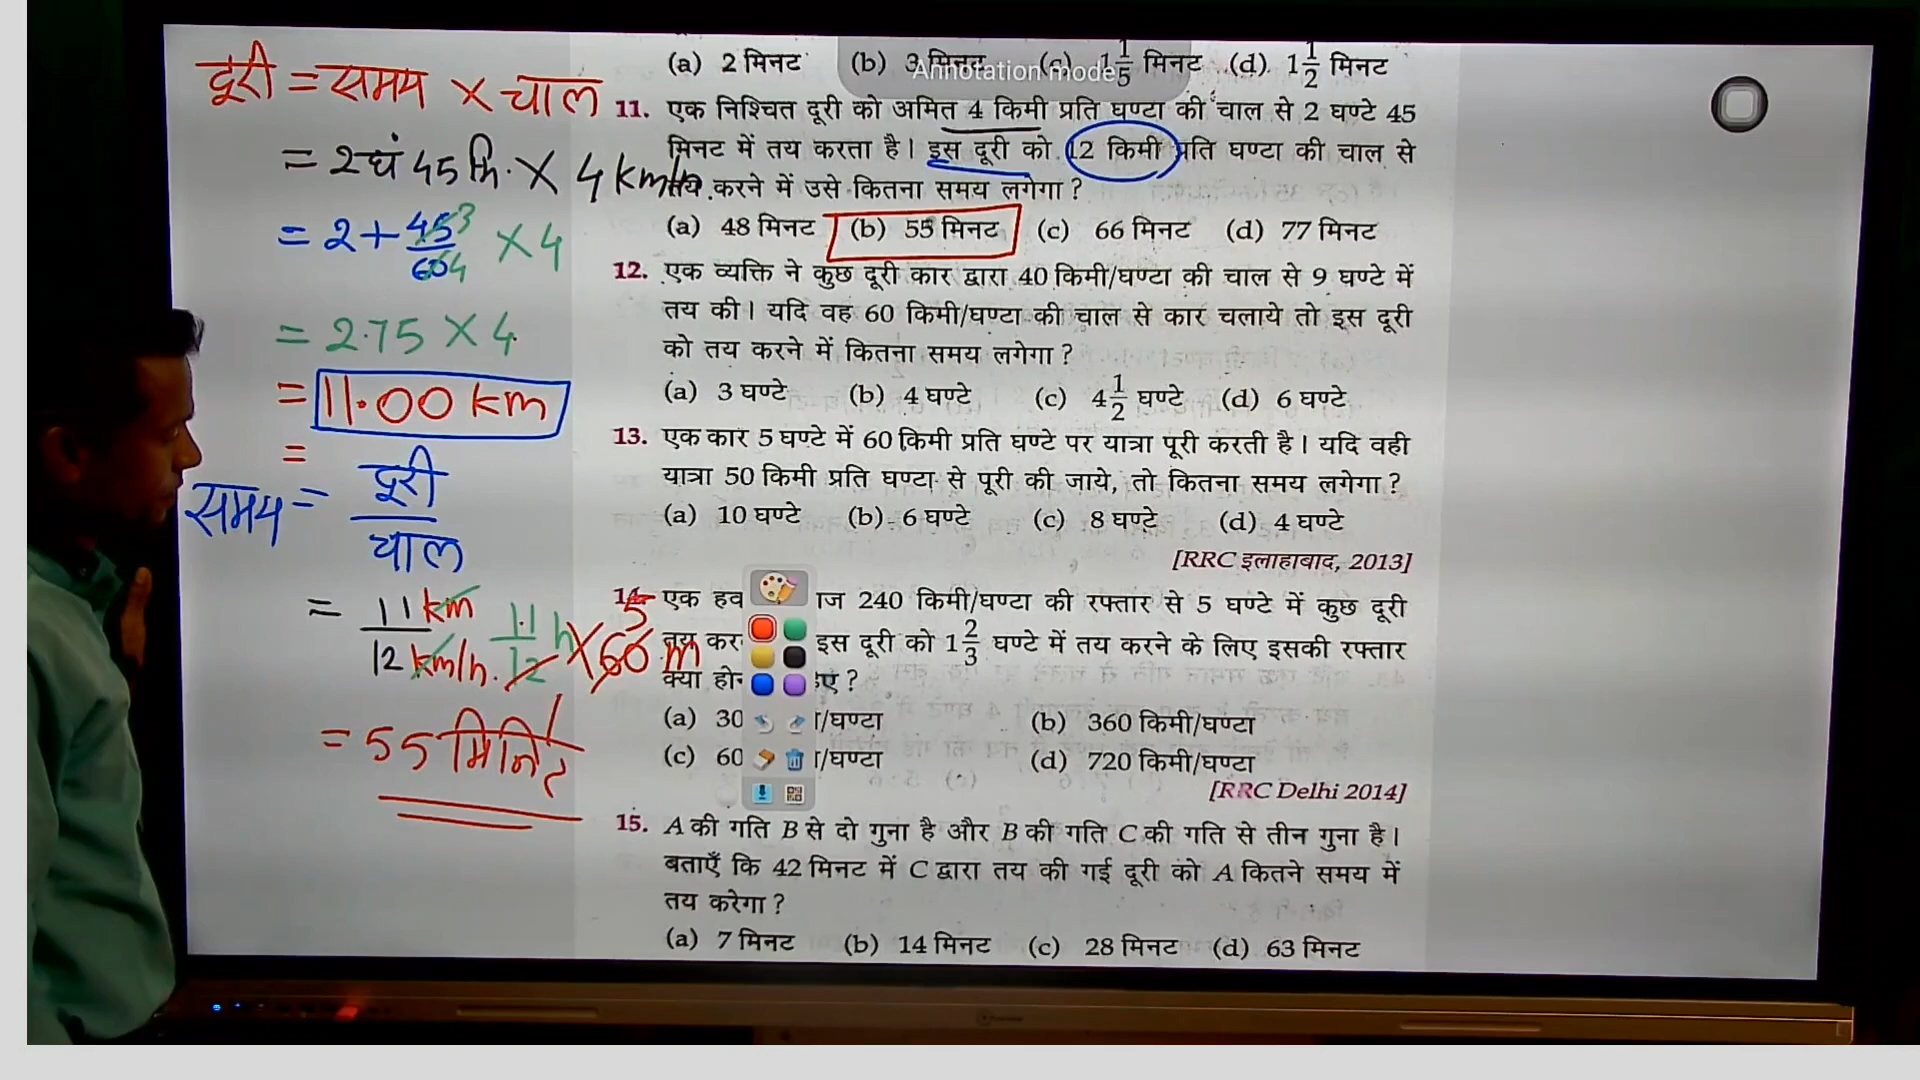 (a) 2 मिनट (b) 3 मिनट (c) 1 1/5 मिनट (d) 1 1/2 मिनट
Annotation mode
दूरी = समय × चाल
= 2 घं 45 मि. × 4 km/h.
= 2 + 45/60 3/4 × 4
= 2.75 × 4
= 11.00 km
=
समय = दूरी/चाल
= 11 km/12 km/h. 11/12 h × 60 5 m
= 55 मिनिट
11. एक निश्चित दूरी को अमित 4 किमी प्रति घण्टा की चाल से 2 घण्टे 45
मिनट में तय करता है। इस दूरी को 12 किमी प्रति घण्टा की चाल से
तय करने में उसे कितना समय लगेगा ?
(a) 48 मिनट (b) 55 मिनट (c) 66 मिनट (d) 77 मिनट
12. एक व्यक्ति ने कुछ दूरी कार द्वारा 40 किमी/घण्टा की चाल से 9 घण्टे में
तय की। यदि वह 60 किमी/घण्टा की चाल से कार चलाये तो इस दूरी
को तय करने में कितना समय लगेगा ?
(a) 3 घण्टे (b) 4 घण्टे (c) 4 1/2 घण्टे (d) 6 घण्टे
13. एक कार 5 घण्टे में 60 किमी प्रति घण्टे पर यात्रा पूरी करती है। यदि वही
यात्रा 50 किमी प्रति घण्टा से पूरी की जाये, तो कितना समय लगेगा ?
(a) 10 घण्टे (b) 6 घण्टे (c) 8 घण्टे (d) 4 घण्टे
[RRC इलाहाबाद, 2013]
14. एक हव ाज 240 किमी/घण्टा की रफ्तार से 5 घण्टे में कुछ दूरी
तय कर इस दूरी को 1 2/3 घण्टे में तय करने के लिए इसकी रफ्तार
क्या होन िए ?
(a) 30 ी/घण्टा (b) 360 किमी/घण्टा
(c) 60 ी/घण्टा (d) 720 किमी/घण्टा
[RRC Delhi 2014]
15. A की गति B से दो गुना है और B की गति C की गति से तीन गुना है।
बताएँ कि 42 मिनट में C द्वारा तय की गई दूरी को A कितने समय में
तय करेगा ?
(a) 7 मिनट (b) 14 मिनट (c) 28 मिनट (d) 63 मिनट